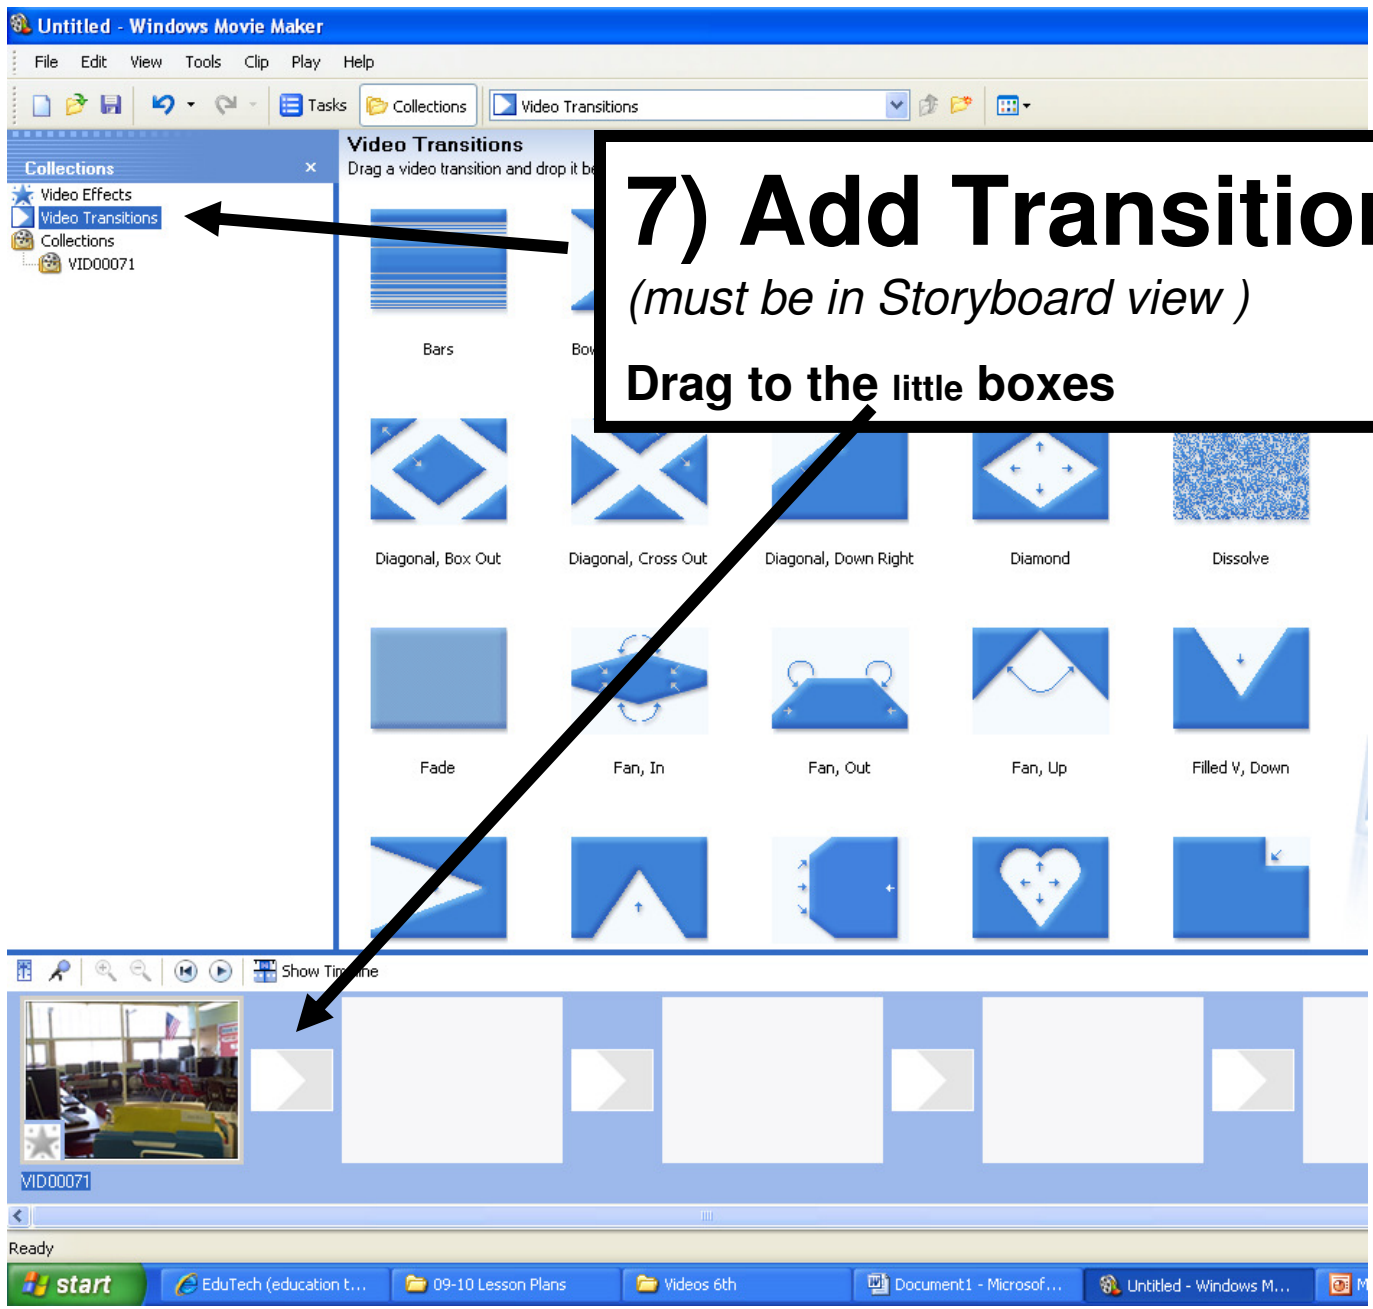 Untitled - Windows Movie Maker
File Edit View Tools Clip Play Help
Tasks Collections Video Transitions
Collections
Video Effects
Video Transitions
Collections
VID00071
Video Transitions
Drag a video transition and drop it
7) Add Transition
(must be in Storyboard view )
Drag to the little boxes
Bars
Diagonal, Box Out Diagonal, Cross Out Diagonal, Down Right Diamond Dissolve
Fade Fan, In Fan, Out Fan, Up Filled V, Down
Show Timeline
VID00071
Ready
start EduTech (education t... 09-10 Lesson Plans Videos 6th Document1 - Microsof... Untitled - Windows M...